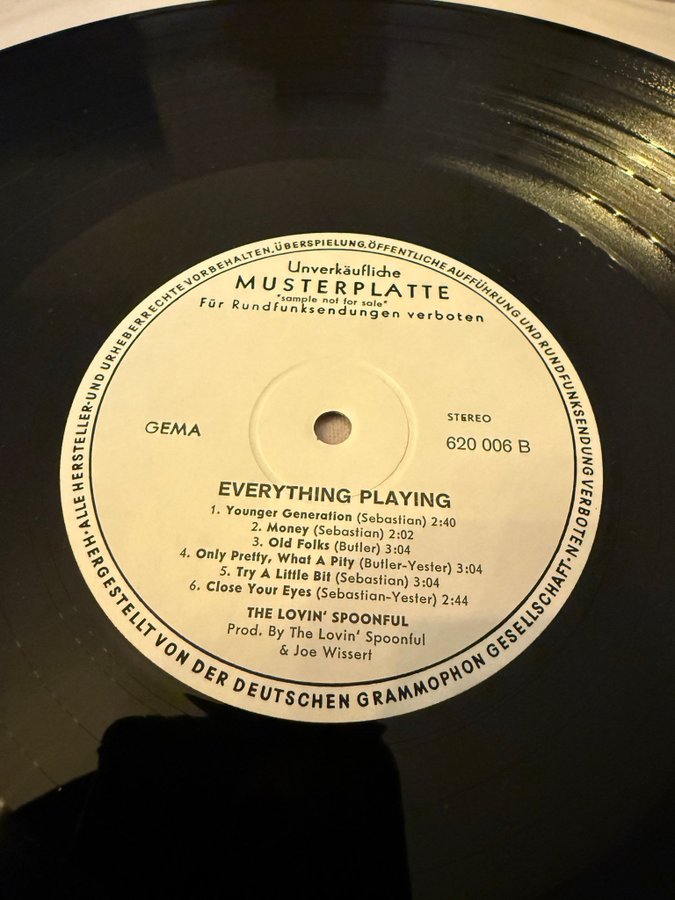 ·ALLE HERSTELLER-UND URHEBERRECHTE VORBEHALTEN. ÜBERSPIELUNG, ÖFFENTLICHE AUFFÜHRUNG UND RUNDFUNKSENDUNG VERBOTEN·
Unverkäufliche
MUSTERPLATTE
"sample not for sale"
Für Rundfunksendungen verboten
GEMA
STEREO
620 006 B
EVERYTHING PLAYING
1. Younger Generation (Sebastian) 2:40
2. Money (Sebastian) 2:02
3. Old Folks (Butler) 3:04
4. Only Pretty, What A Pity (Butler-Yester) 3:04
5. Try A Little Bit (Sebastian) 3:04
6. Close Your Eyes (Sebastian-Yester) 2:44
THE LOVIN' SPOONFUL
Prod. By The Lovin' Spoonful
& Joe Wissert
HERGESTELLT VON DER DEUTSCHEN GRAMMOPHON GESELLSCHAFT·